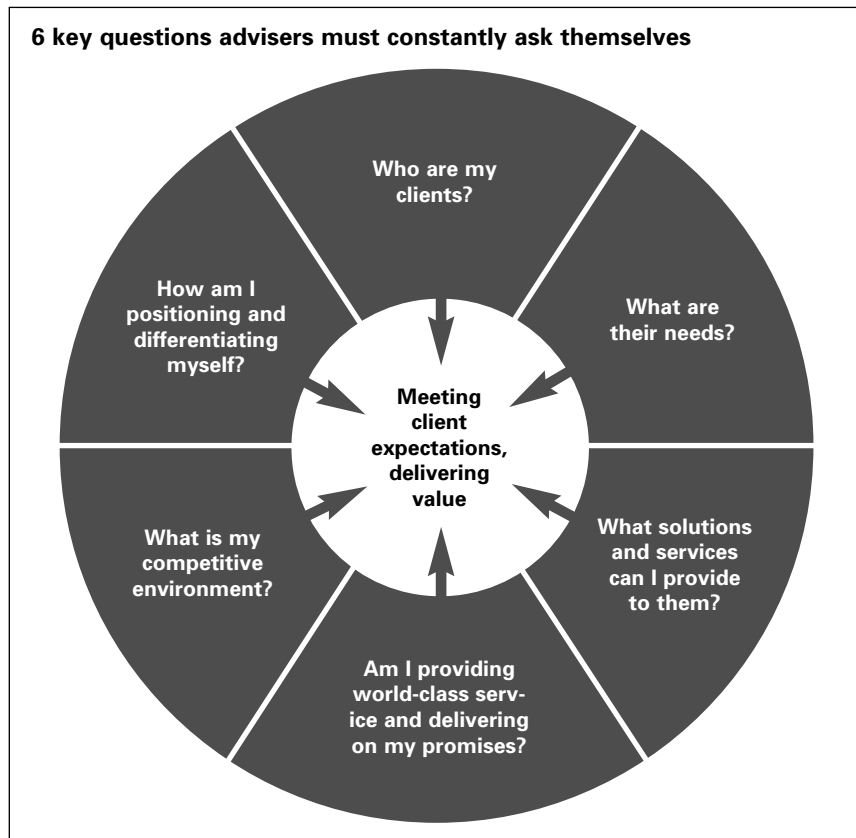 6 key questions advisers must constantly ask themselves
Who are my
clients?
What are
their needs?
What solutions
and services
can I provide
to them?
Am I providing
world-class serv-
ice and delivering
on my promises?
What is my
competitive
environment?
How am I
positioning and
differentiating
myself?
Meeting
client
expectations,
delivering
value